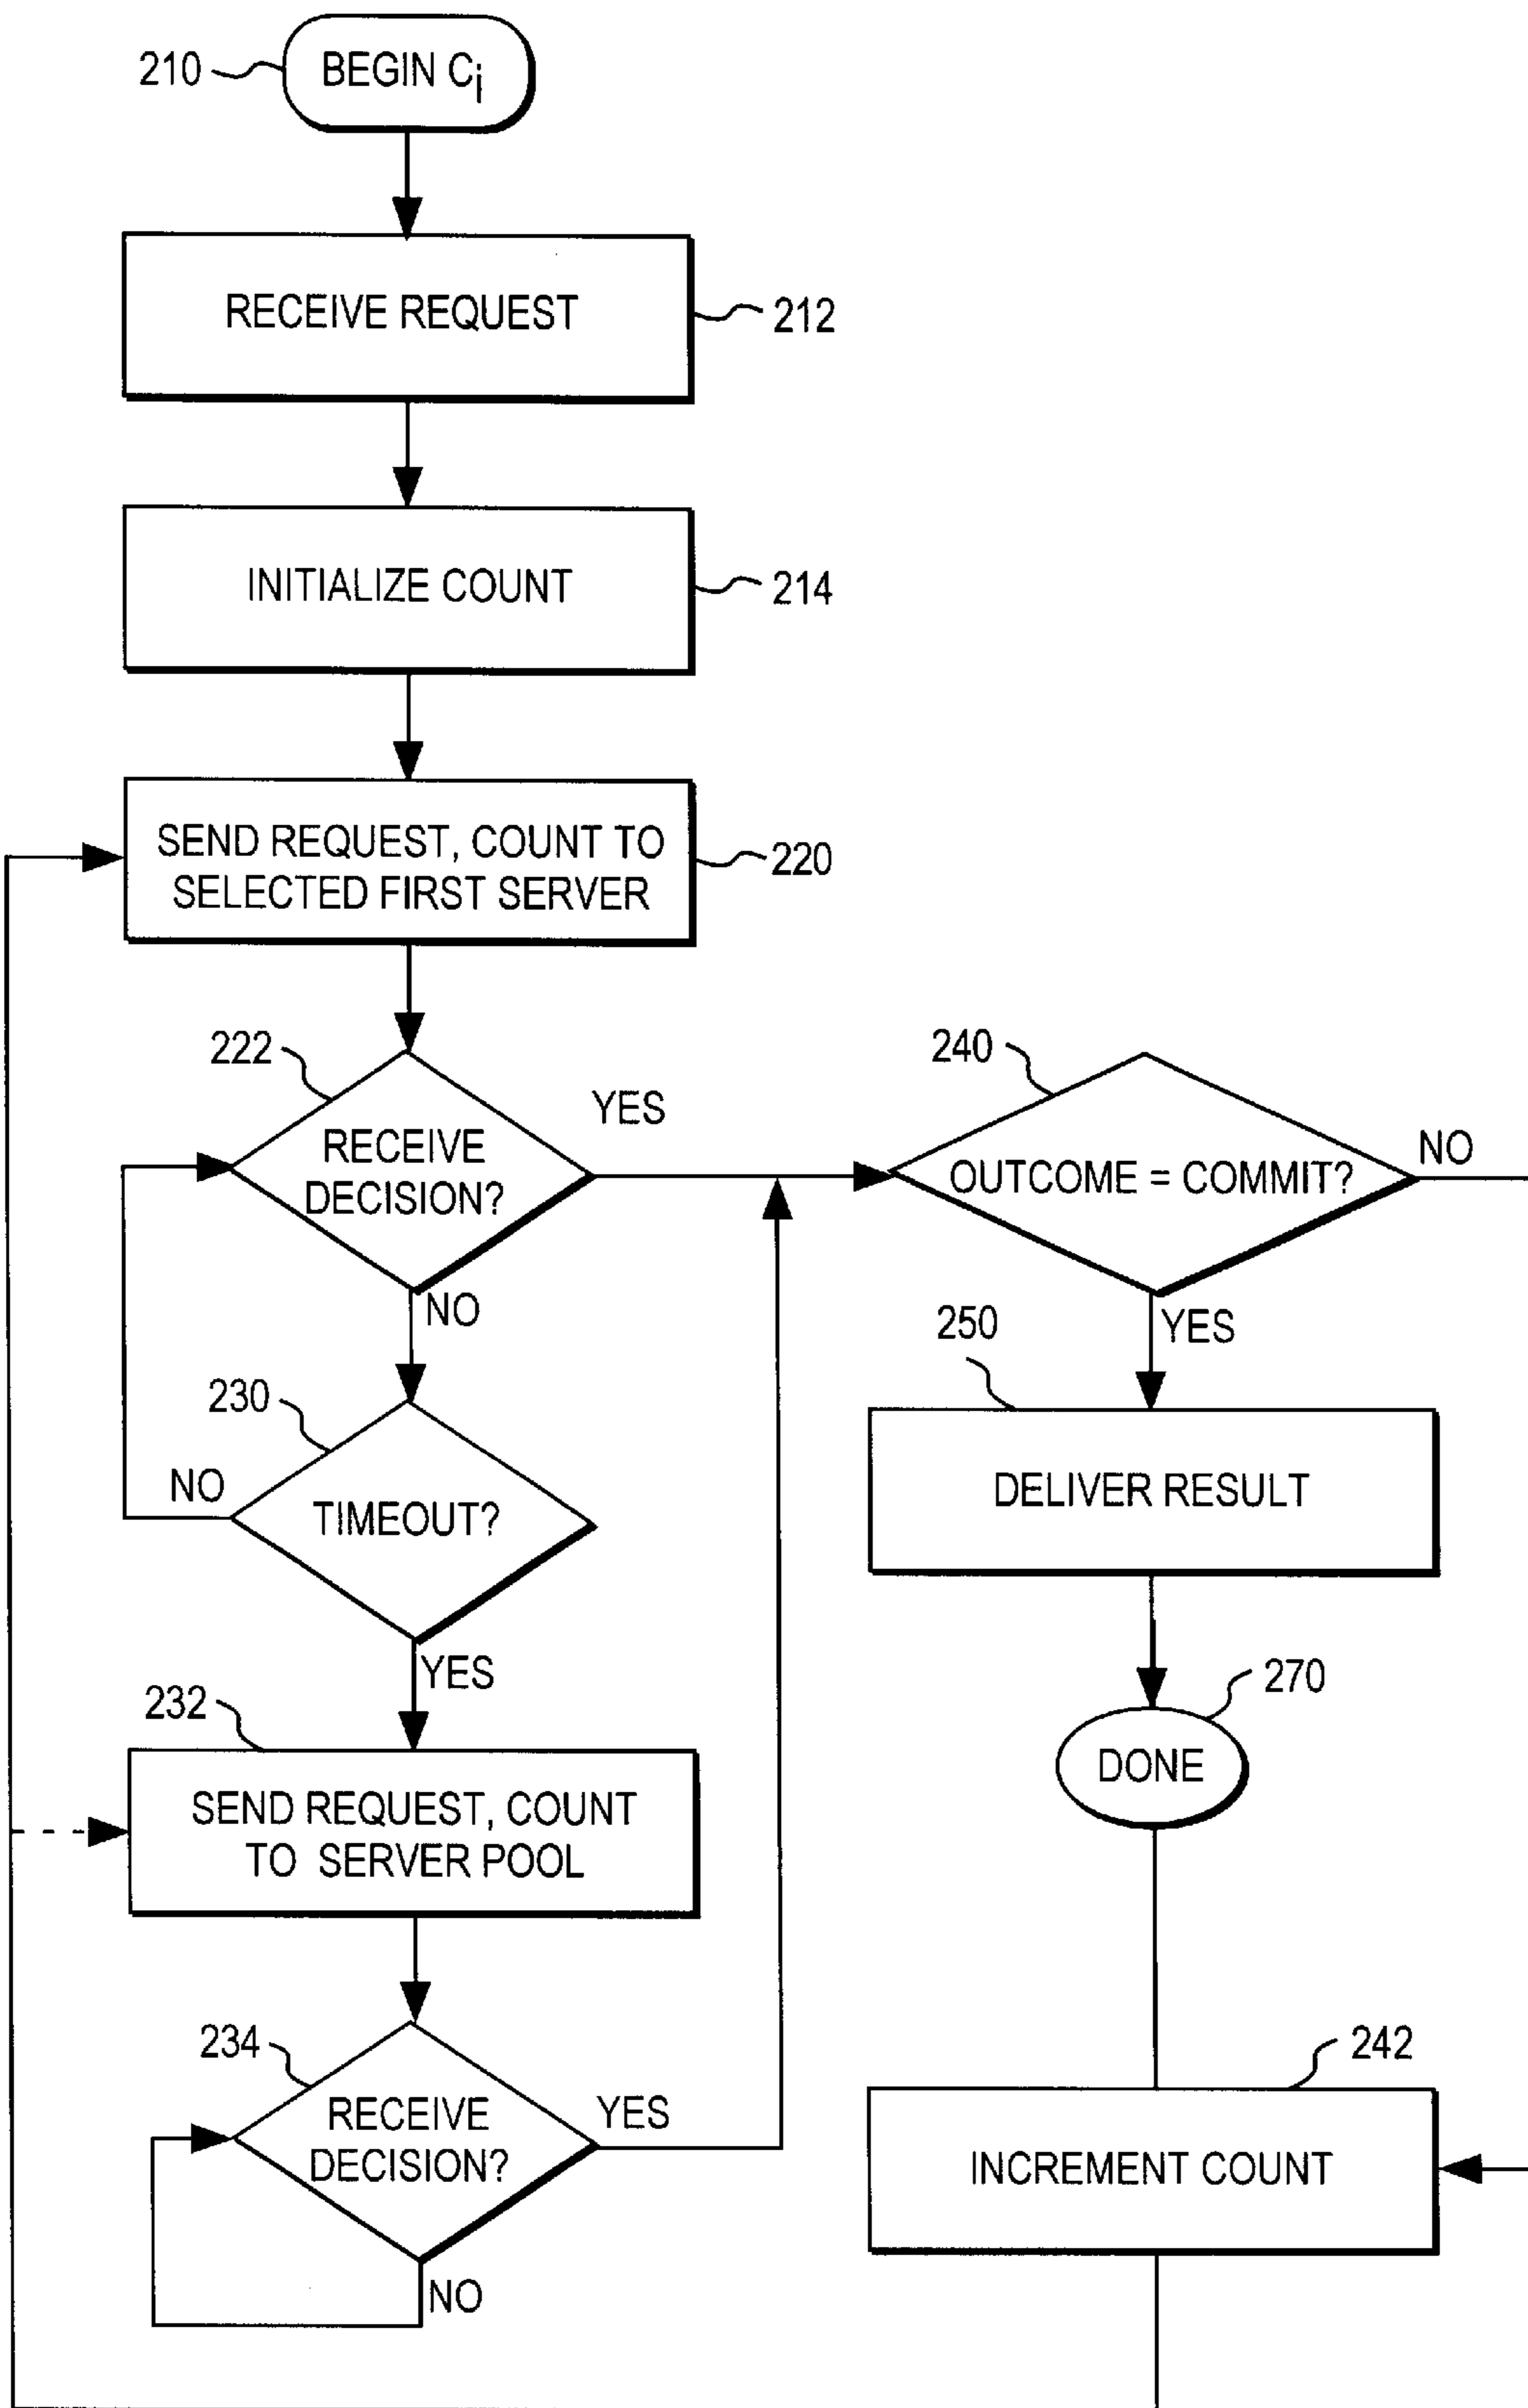 210
BEGIN Ci
RECEIVE REQUEST
212
INITIALIZE COUNT
214
SEND REQUEST, COUNT TO
SELECTED FIRST SERVER
220
222
RECEIVE
DECISION?
YES
NO
240
OUTCOME = COMMIT?
NO
YES
230
TIMEOUT?
NO
YES
250
DELIVER RESULT
270
DONE
232
SEND REQUEST, COUNT
TO SERVER POOL
234
RECEIVE
DECISION?
YES
NO
242
INCREMENT COUNT